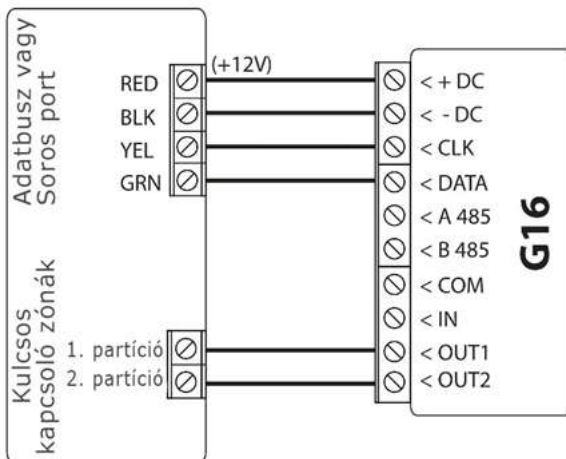 Adatbusz vagy
Soros port
RED
BLK
YEL
GRN
(+12V)
Kulcsos
kapcsoló zónák
1. partíció
2. partíció
< + DC
< - DC
< CLK
< DATA
< A 485
< B 485
< COM
< IN
< OUT1
< OUT2
G16